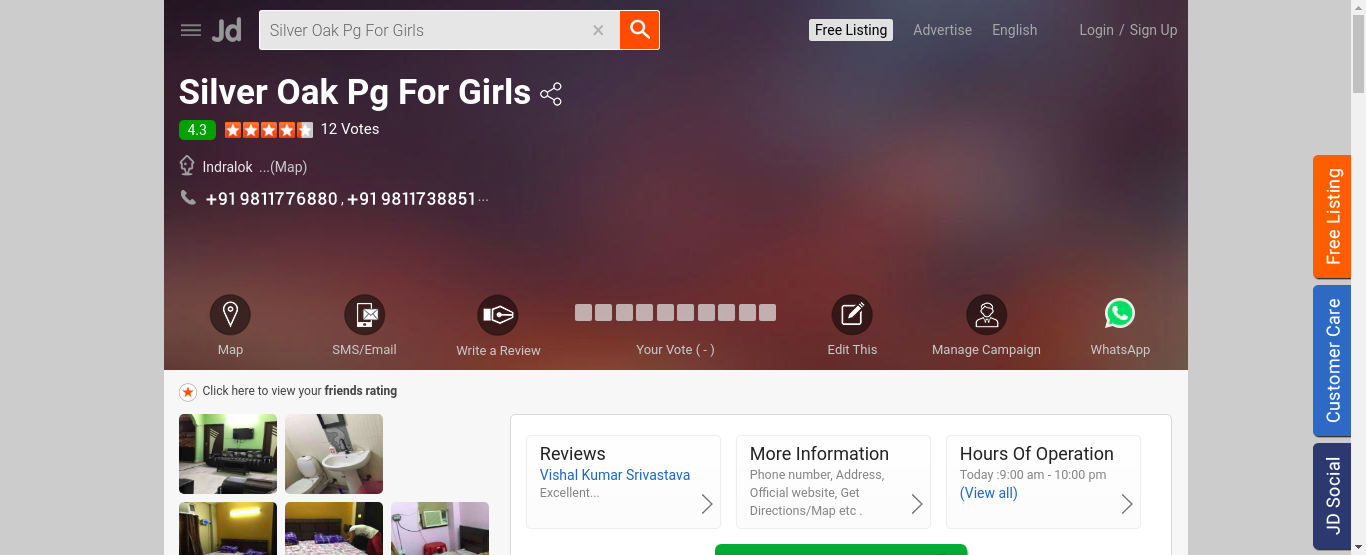 Jd
Silver Oak Pg For Girls
Free Listing
Advertise
English
Login / Sign Up
Silver Oak Pg For Girls
4.3
12 Votes
Indralok ...(Map)
+91 9811776880 , +91 9811738851 ...
Map
SMS/Email
Write a Review
Your Vote ( - )
Edit This
Manage Campaign
WhatsApp
Click here to view your friends rating
Reviews
Vishal Kumar Srivastava
Excellent...
More Information
Phone number, Address,
Official website, Get
Directions/Map etc .
Hours Of Operation
Today :9:00 am - 10:00 pm
(View all)
Free Listing
Customer Care
JD Social